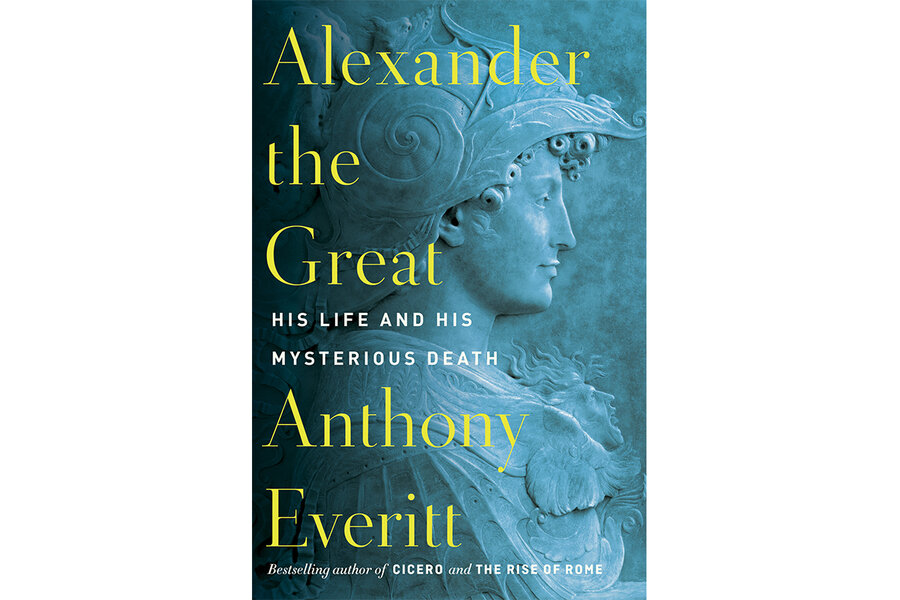 Alexander
the
Great
HIS LIFE AND HIS
MYSTERIOUS DEATH
Anthony
Everitt
Bestselling author of CICERO and THE RISE OF ROME